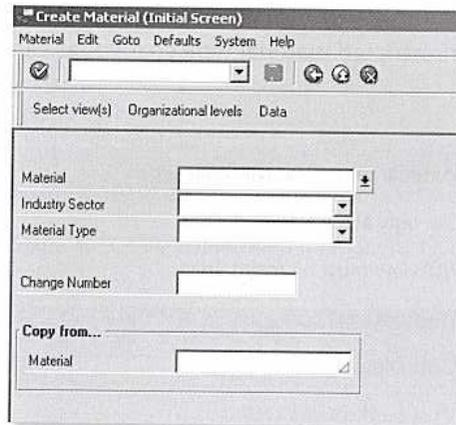 Create Material (Initial Screen)
Material Edit Goto Defaults System Help
Select view(s) Organizational levels Data
Material
Industry Sector
Material Type
Change Number
Copy from...
Material